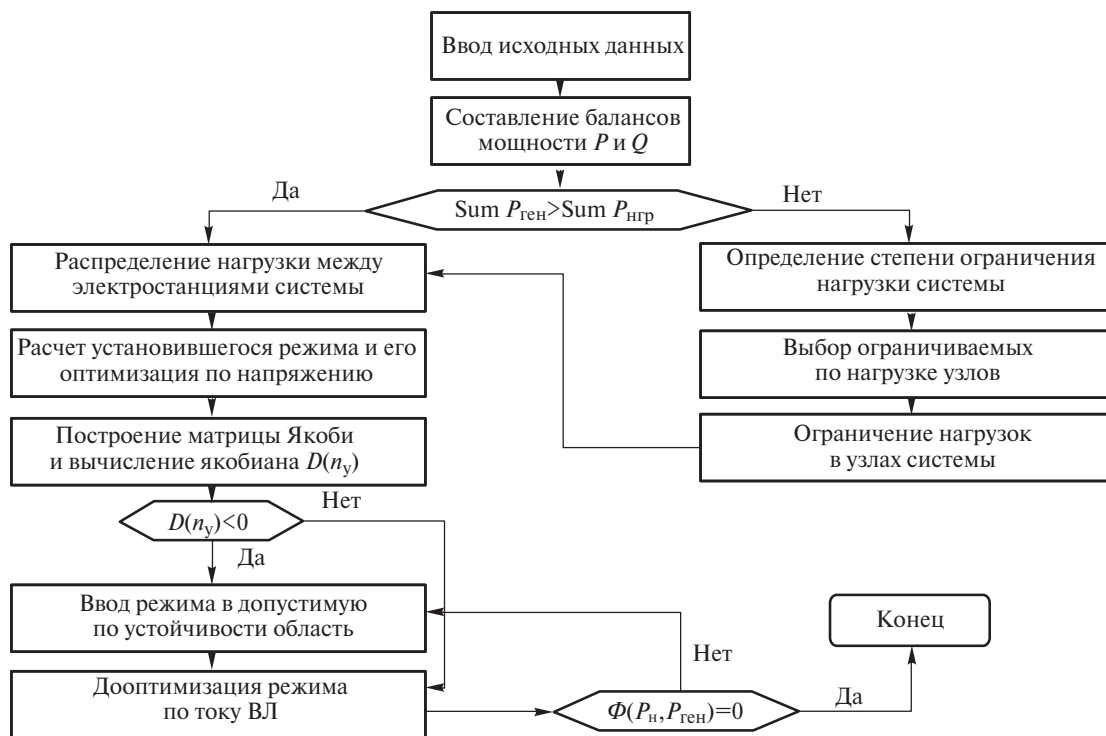 Ввод исходных данных
Составление балансов
мощности P и Q
Да
Sum Pген>Sum Pнгр
Нет
Распределение нагрузки между
электростанциями системы
Определение степени ограничения
нагрузки системы
Расчет установившегося режима и его
оптимизация по напряжению
Выбор ограничиваемых
по нагрузке узлов
Построение матрицы Якоби
и вычисление якобиана D(nу)
Ограничение нагрузок
в узлах системы
D(nу)<0
Нет
Да
Ввод режима в допустимую
по устойчивости область
Конец
Нет
Дооптимизация режима
по току ВЛ
Ф(Pн,Pген)=0
Да